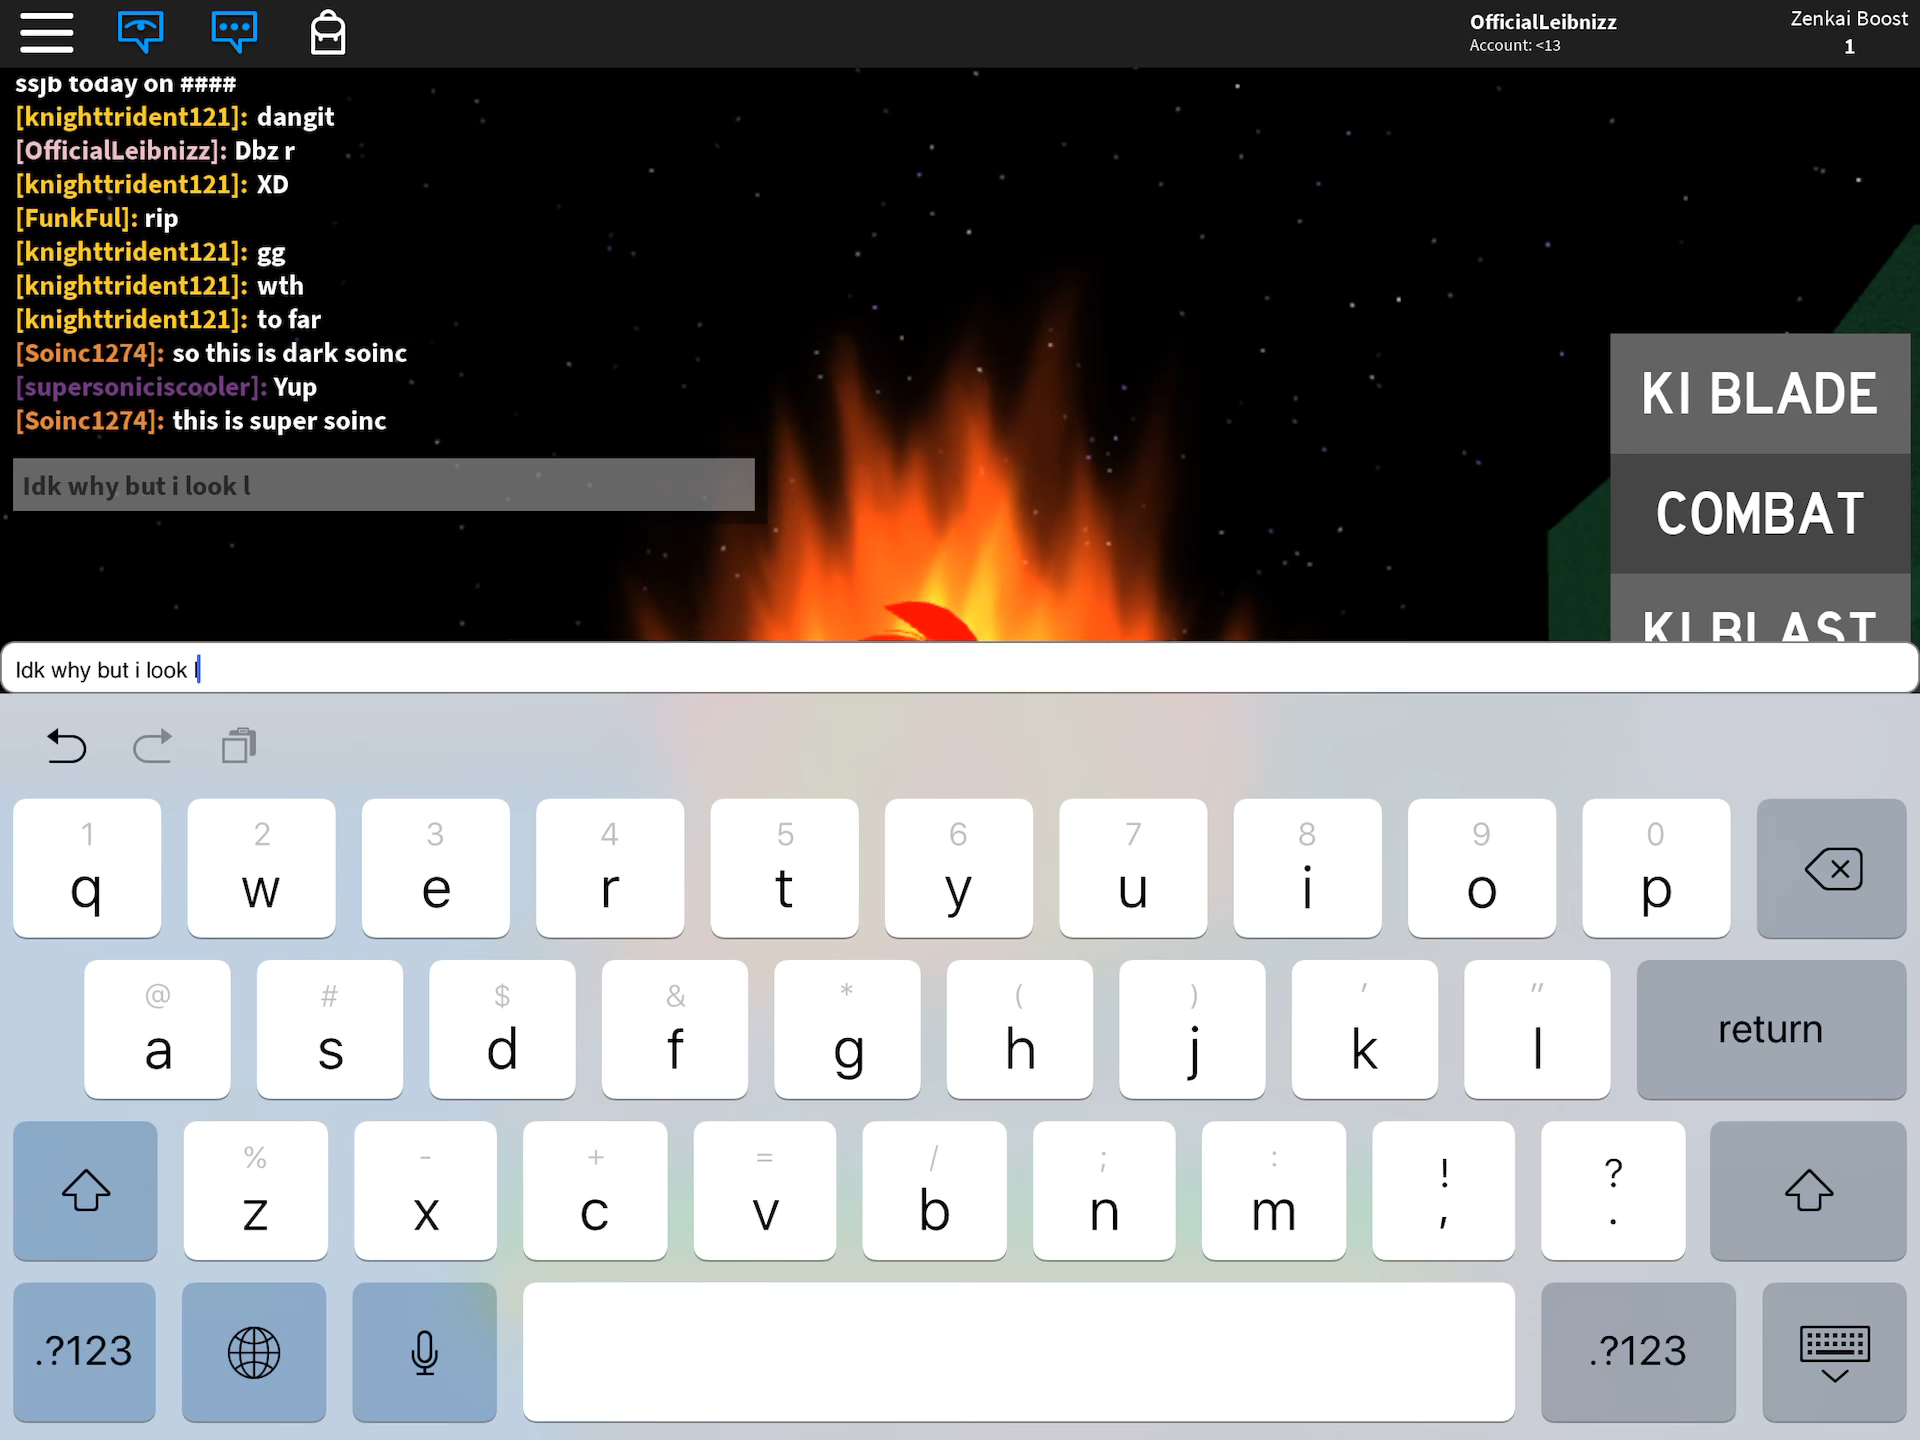 OfficialLeibnizz
Account: <13
Zenkai Boost
1
ssjb today on ####
[knighttrident121]: dangit
[OfficialLeibnizz]: Dbz r
[knighttrident121]: XD
[FunkFul]: rip
[knighttrident121]: gg
[knighttrident121]: wth
[knighttrident121]: to far
[Soinc1274]: so this is dark soinc
[supersoniciscooler]: Yup
[Soinc1274]: this is super soinc
Idk why but i look l
KI BLADE
COMBAT
KI BLAST
Idk why but i look l
1 2 3 4 5 6 7 8 9 0
q w e r t y u i o p
@ # $ & * ( ) ' "
a s d f g h j k l return
% - + = / ; : ! ?
z x c v b n m , .
.?123 .?123